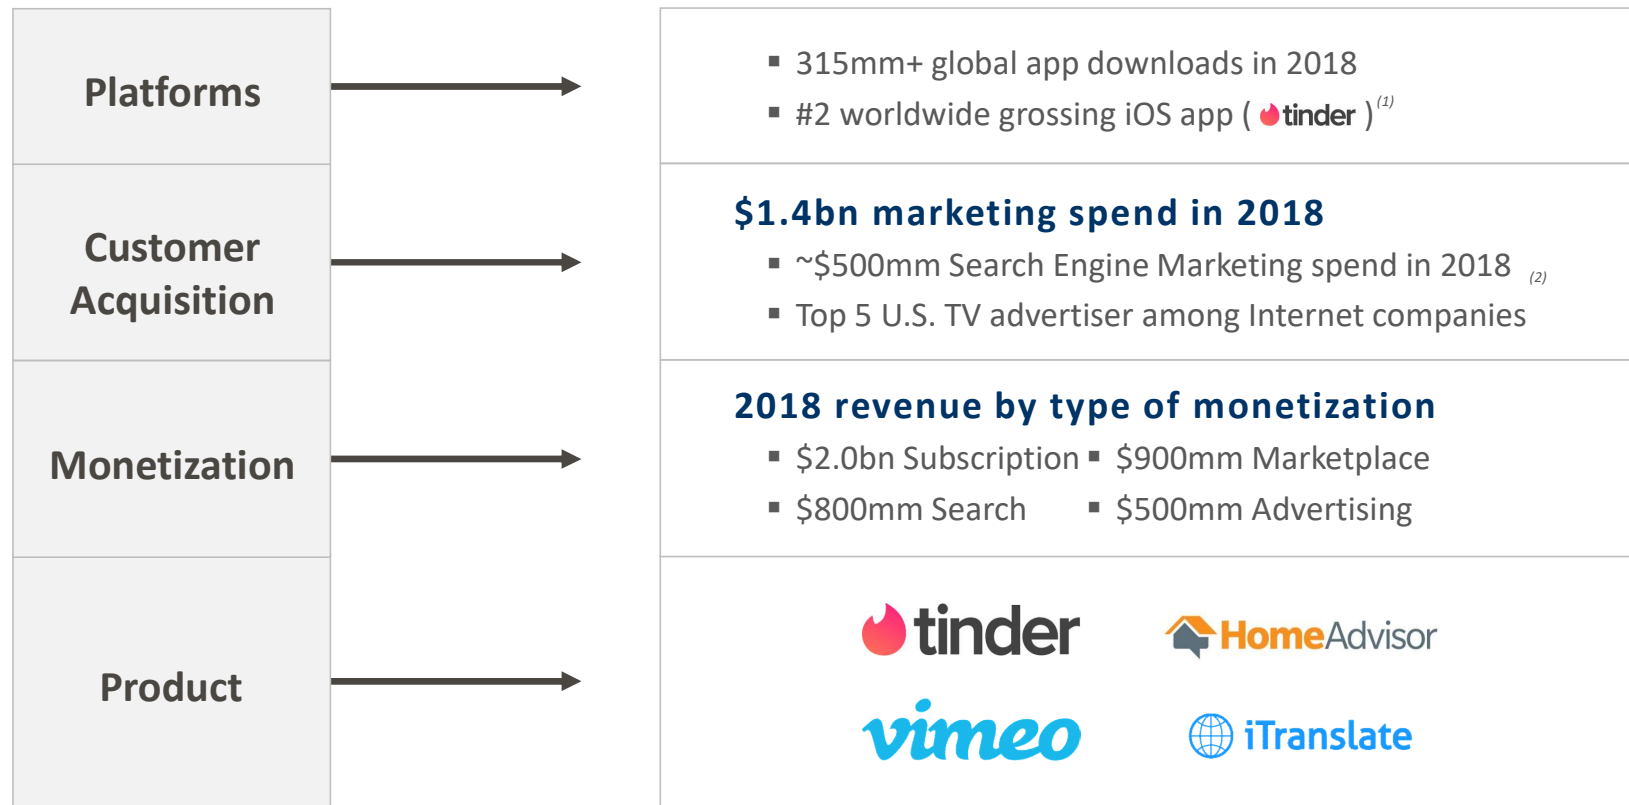 Platforms
▪ 315mm+ global app downloads in 2018
▪ #2 worldwide grossing iOS app ( tinder )(1)
Customer
Acquisition
$1.4bn marketing spend in 2018
▪ ~$500mm Search Engine Marketing spend in 2018 (2)
▪ Top 5 U.S. TV advertiser among Internet companies
Monetization
2018 revenue by type of monetization
▪ $2.0bn Subscription ▪ $900mm Marketplace
▪ $800mm Search ▪ $500mm Advertising
Product
tinder HomeAdvisor
vimeo iTranslate